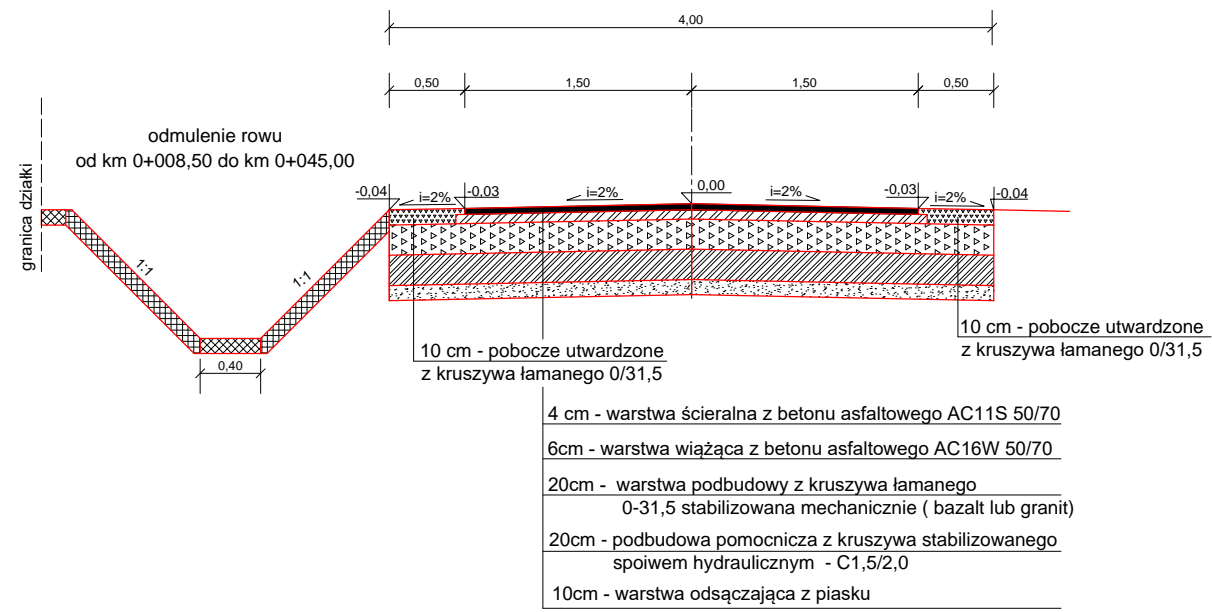 4,00
0,50
1,50
1,50
0,50
granica działki
odmulenie rowu
od km 0+008,50 do km 0+045,00
-0,04
i=2%
-0,03
i=2%
0,00
i=2%
-0,03
i=2%
-0,04
1:1
1:1
0,40
10 cm - pobocze utwardzone
z kruszywa łamanego 0/31,5
10 cm - pobocze utwardzone
z kruszywa łamanego 0/31,5
4 cm - warstwa ścieralna z betonu asfaltowego AC11S 50/70
6cm - warstwa wiążąca z betonu asfaltowego AC16W 50/70
20cm - warstwa podbudowy z kruszywa łamanego
0-31,5 stabilizowana mechanicznie ( bazalt lub granit)
20cm - podbudowa pomocnicza z kruszywa stabilizowanego
spoiwem hydraulicznym - C1,5/2,0
10cm - warstwa odsączająca z piasku